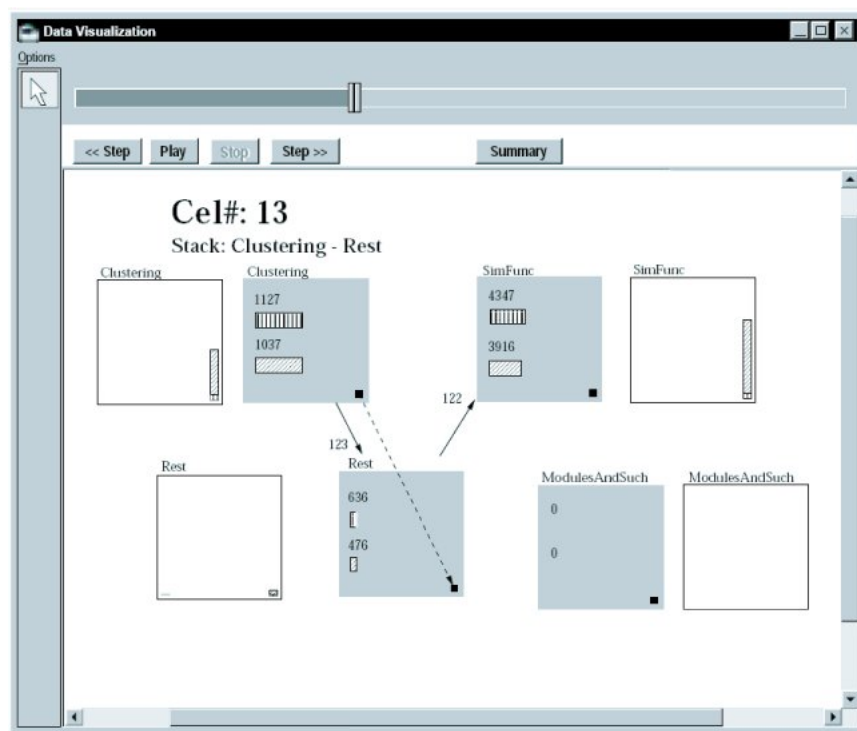 Data Visualization
Options
<< Step Play Stop Step >> Summary
Cel#: 13
Stack: Clustering - Rest
Clustering Clustering SimFunc SimFunc
1127 4347
1037 3916
122
123
Rest Rest ModulesAndSuch ModulesAndSuch
636 0
476 0